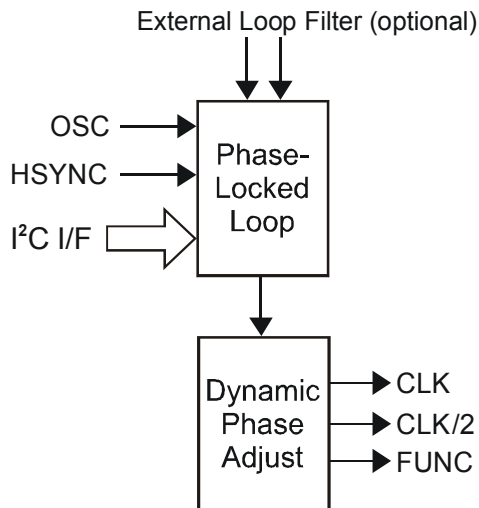 External Loop Filter (optional)
OSC
HSYNC
I²C I/F
Phase-
Locked
Loop
Dynamic
Phase
Adjust
CLK
CLK/2
FUNC